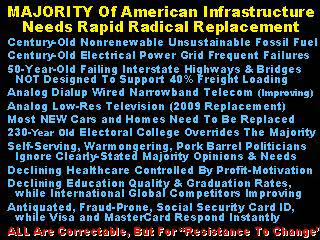 MAJORITY Of American Infrastructure
Needs Rapid Radical Replacement
Century-Old Nonrenewable Unsustainable Fossil Fuel
Century-Old Electrical Power Grid Frequent Failures
50-Year-Old Failing Interstate Highways & Bridges
NOT Designed To Support 40% Freight Loading
Analog Dialup Wired Narrowband Telecom (Improving)
Analog Low-Res Television (2009 Replacement)
Most NEW Cars and Homes Need To Be Replaced
230-Year Old Electoral College Overrides The Majority
Self-Serving, Warmongering, Pork Barrel Politicians
Ignore Clearly-Stated Majority Opinions & Needs
Declining Healthcare Controlled By Profit-Motivation
Declining Education Quality & Graduation Rates,
while International Global Competitors Improving
Antiquated, Fraud-Prone, Social Security Card ID,
while Visa and MasterCard Respond Instantly
ALL Are Correctable, But For "Resistance To Change"